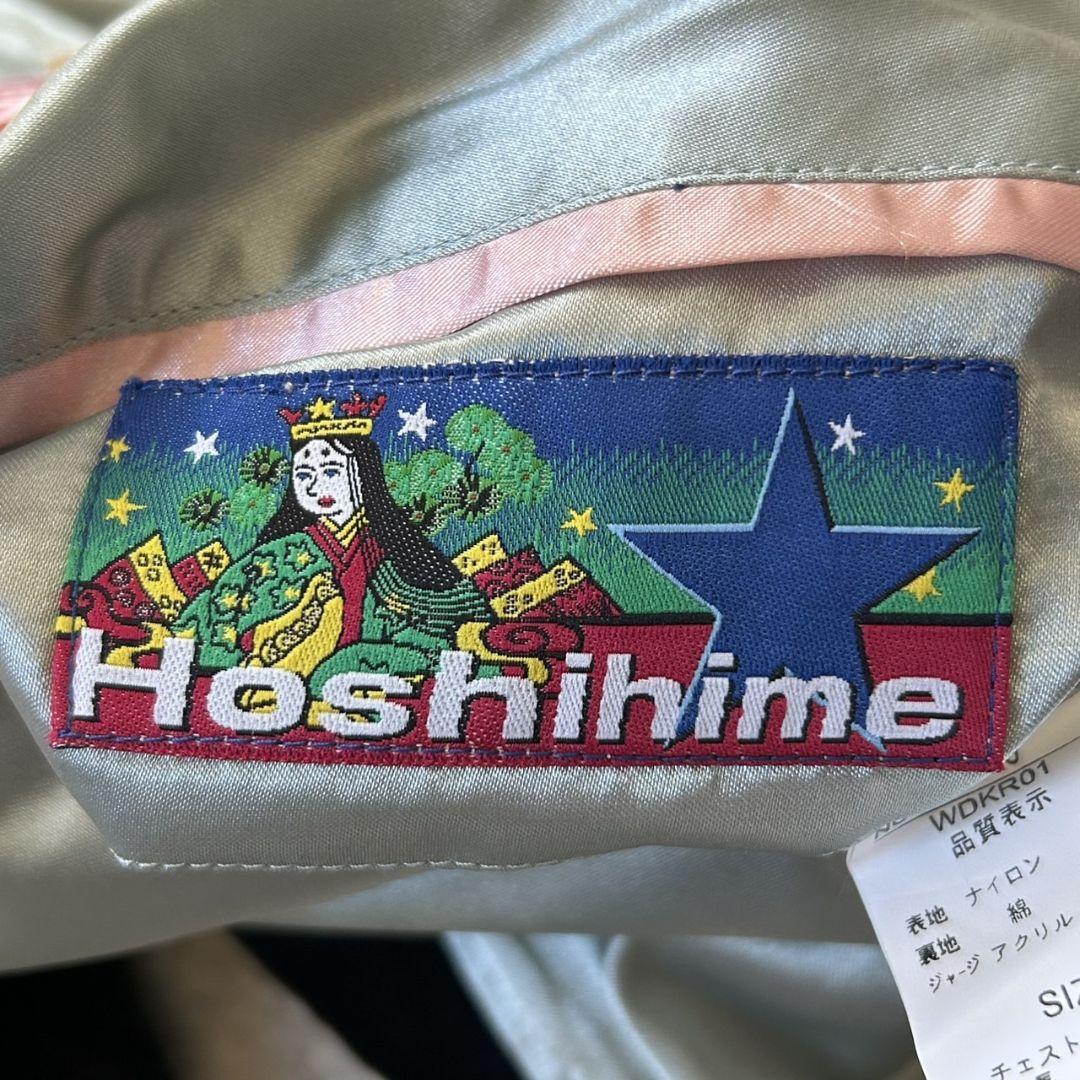 Hoshihime
WDKR01
品質表示
表地 ナイロン
裏地 綿
ジャージ アクリル
チェスト